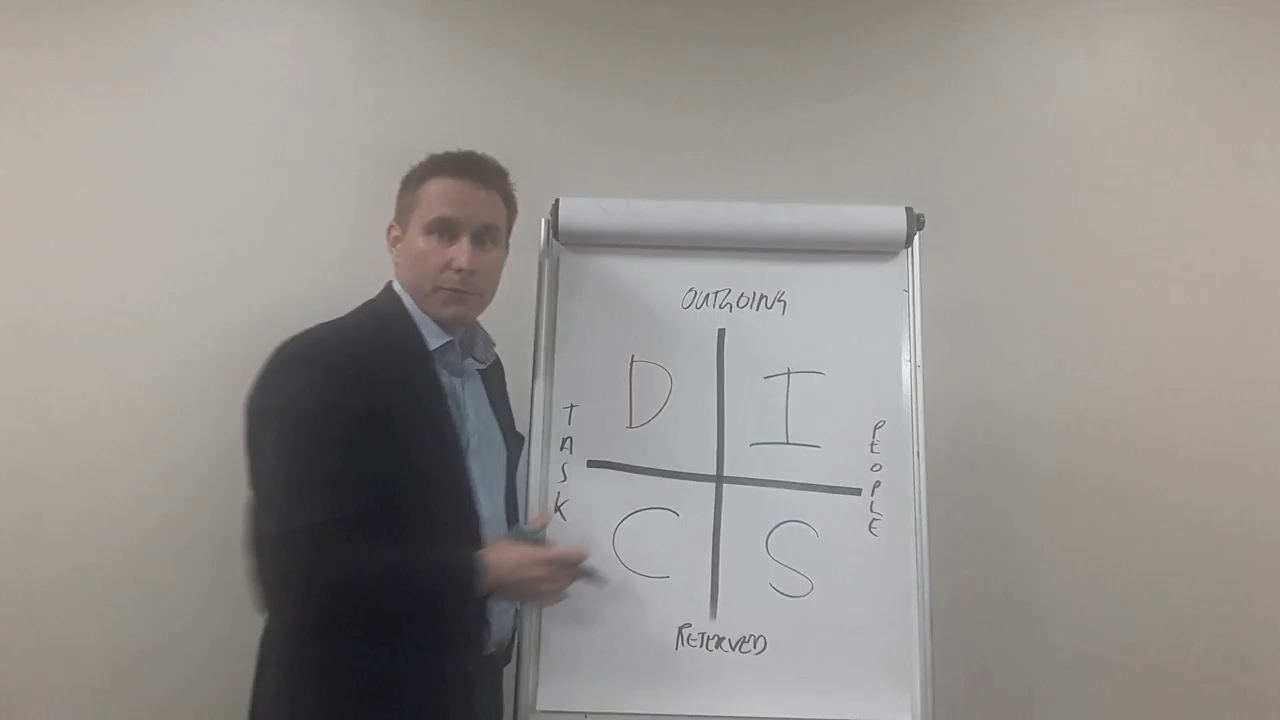 OUTGOING
D I
TASK
PEOPLE
C S
RESERVED